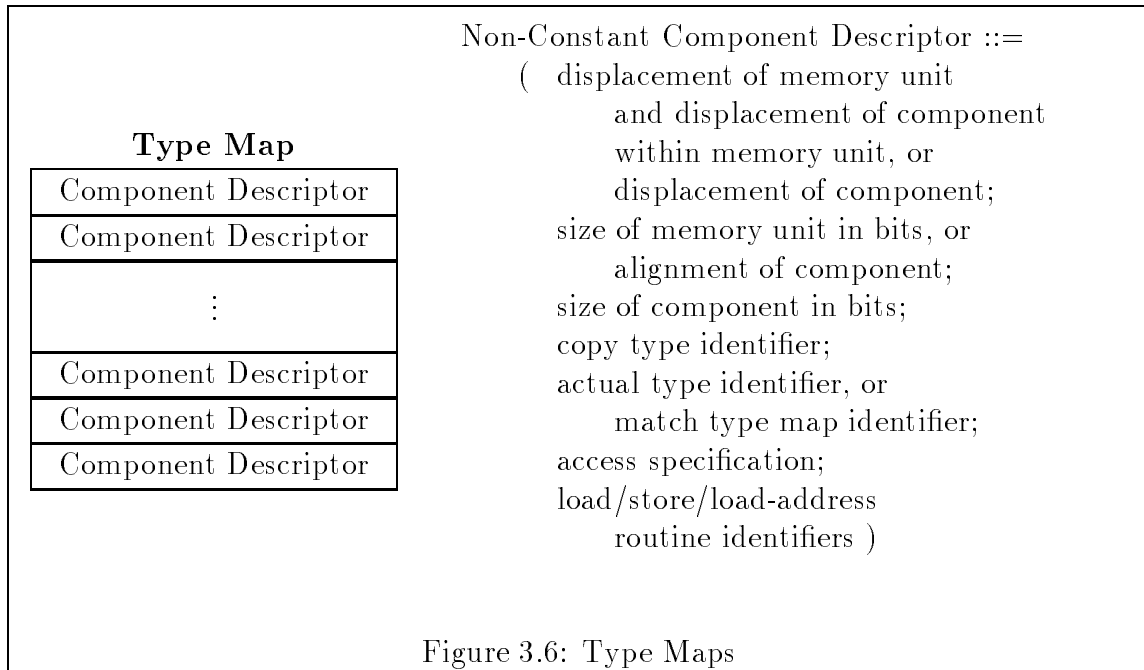 Type Map
Component Descriptor
Component Descriptor
⋮
Component Descriptor
Component Descriptor
Component Descriptor
Non-Constant Component Descriptor ::=
( displacement of memory unit
and displacement of component
within memory unit, or
displacement of component;
size of memory unit in bits, or
alignment of component;
size of component in bits;
copy type identifier;
actual type identifier, or
match type map identifier;
access specification;
load/store/load-address
routine identifiers )
Figure 3.6: Type Maps